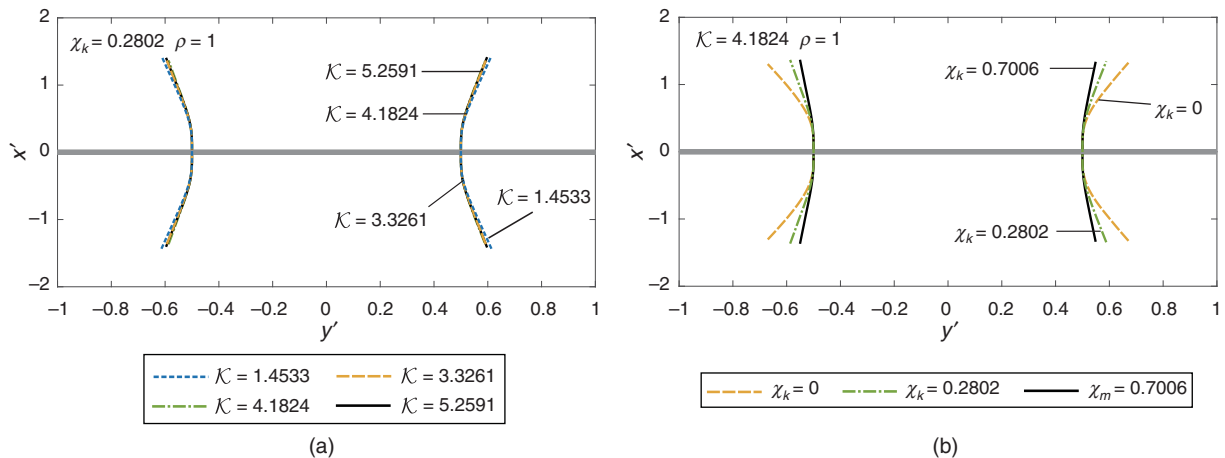 χk = 0.2802 ρ = 1
𝒦 = 5.2591
𝒦 = 4.1824
𝒦 = 3.3261
𝒦 = 1.4533
2
1
0
–1
–2
x′
–1 –0.8 –0.6 –0.4 –0.2 0 0.2 0.4 0.6 0.8 1
y′
𝒦 = 1.4533 𝒦 = 3.3261
𝒦 = 4.1824 𝒦 = 5.2591
(a)
𝒦 = 4.1824 ρ = 1
χk = 0.7006
χk = 0
χk = 0.2802
2
1
0
–1
–2
x′
–1 –0.8 –0.6 –0.4 –0.2 0 0.2 0.4 0.6 0.8 1
y′
χk = 0 χk = 0.2802 χm = 0.7006
(b)